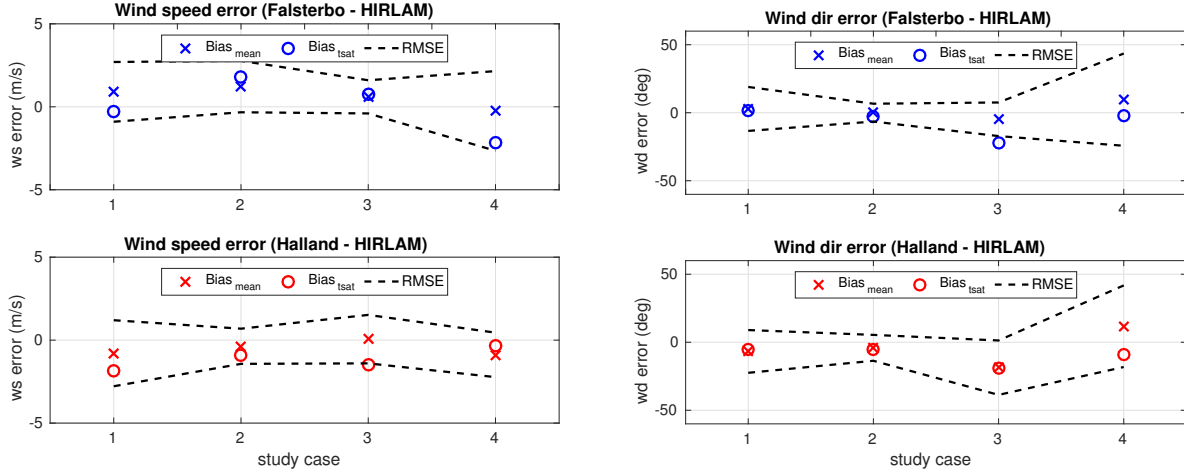 Wind speed error (Falsterbo - HIRLAM)
ws error (m/s)
5
0
-5
Bias mean
Bias tsat
RMSE
1 2 3 4
Wind dir error (Falsterbo - HIRLAM)
wd error (deg)
50
0
-50
Bias mean
Bias tsat
RMSE
1 2 3 4
Wind speed error (Halland - HIRLAM)
ws error (m/s)
5
0
-5
Bias mean
Bias tsat
RMSE
1 2 3 4
study case
Wind dir error (Halland - HIRLAM)
wd error (deg)
50
0
-50
Bias mean
Bias tsat
RMSE
1 2 3 4
study case